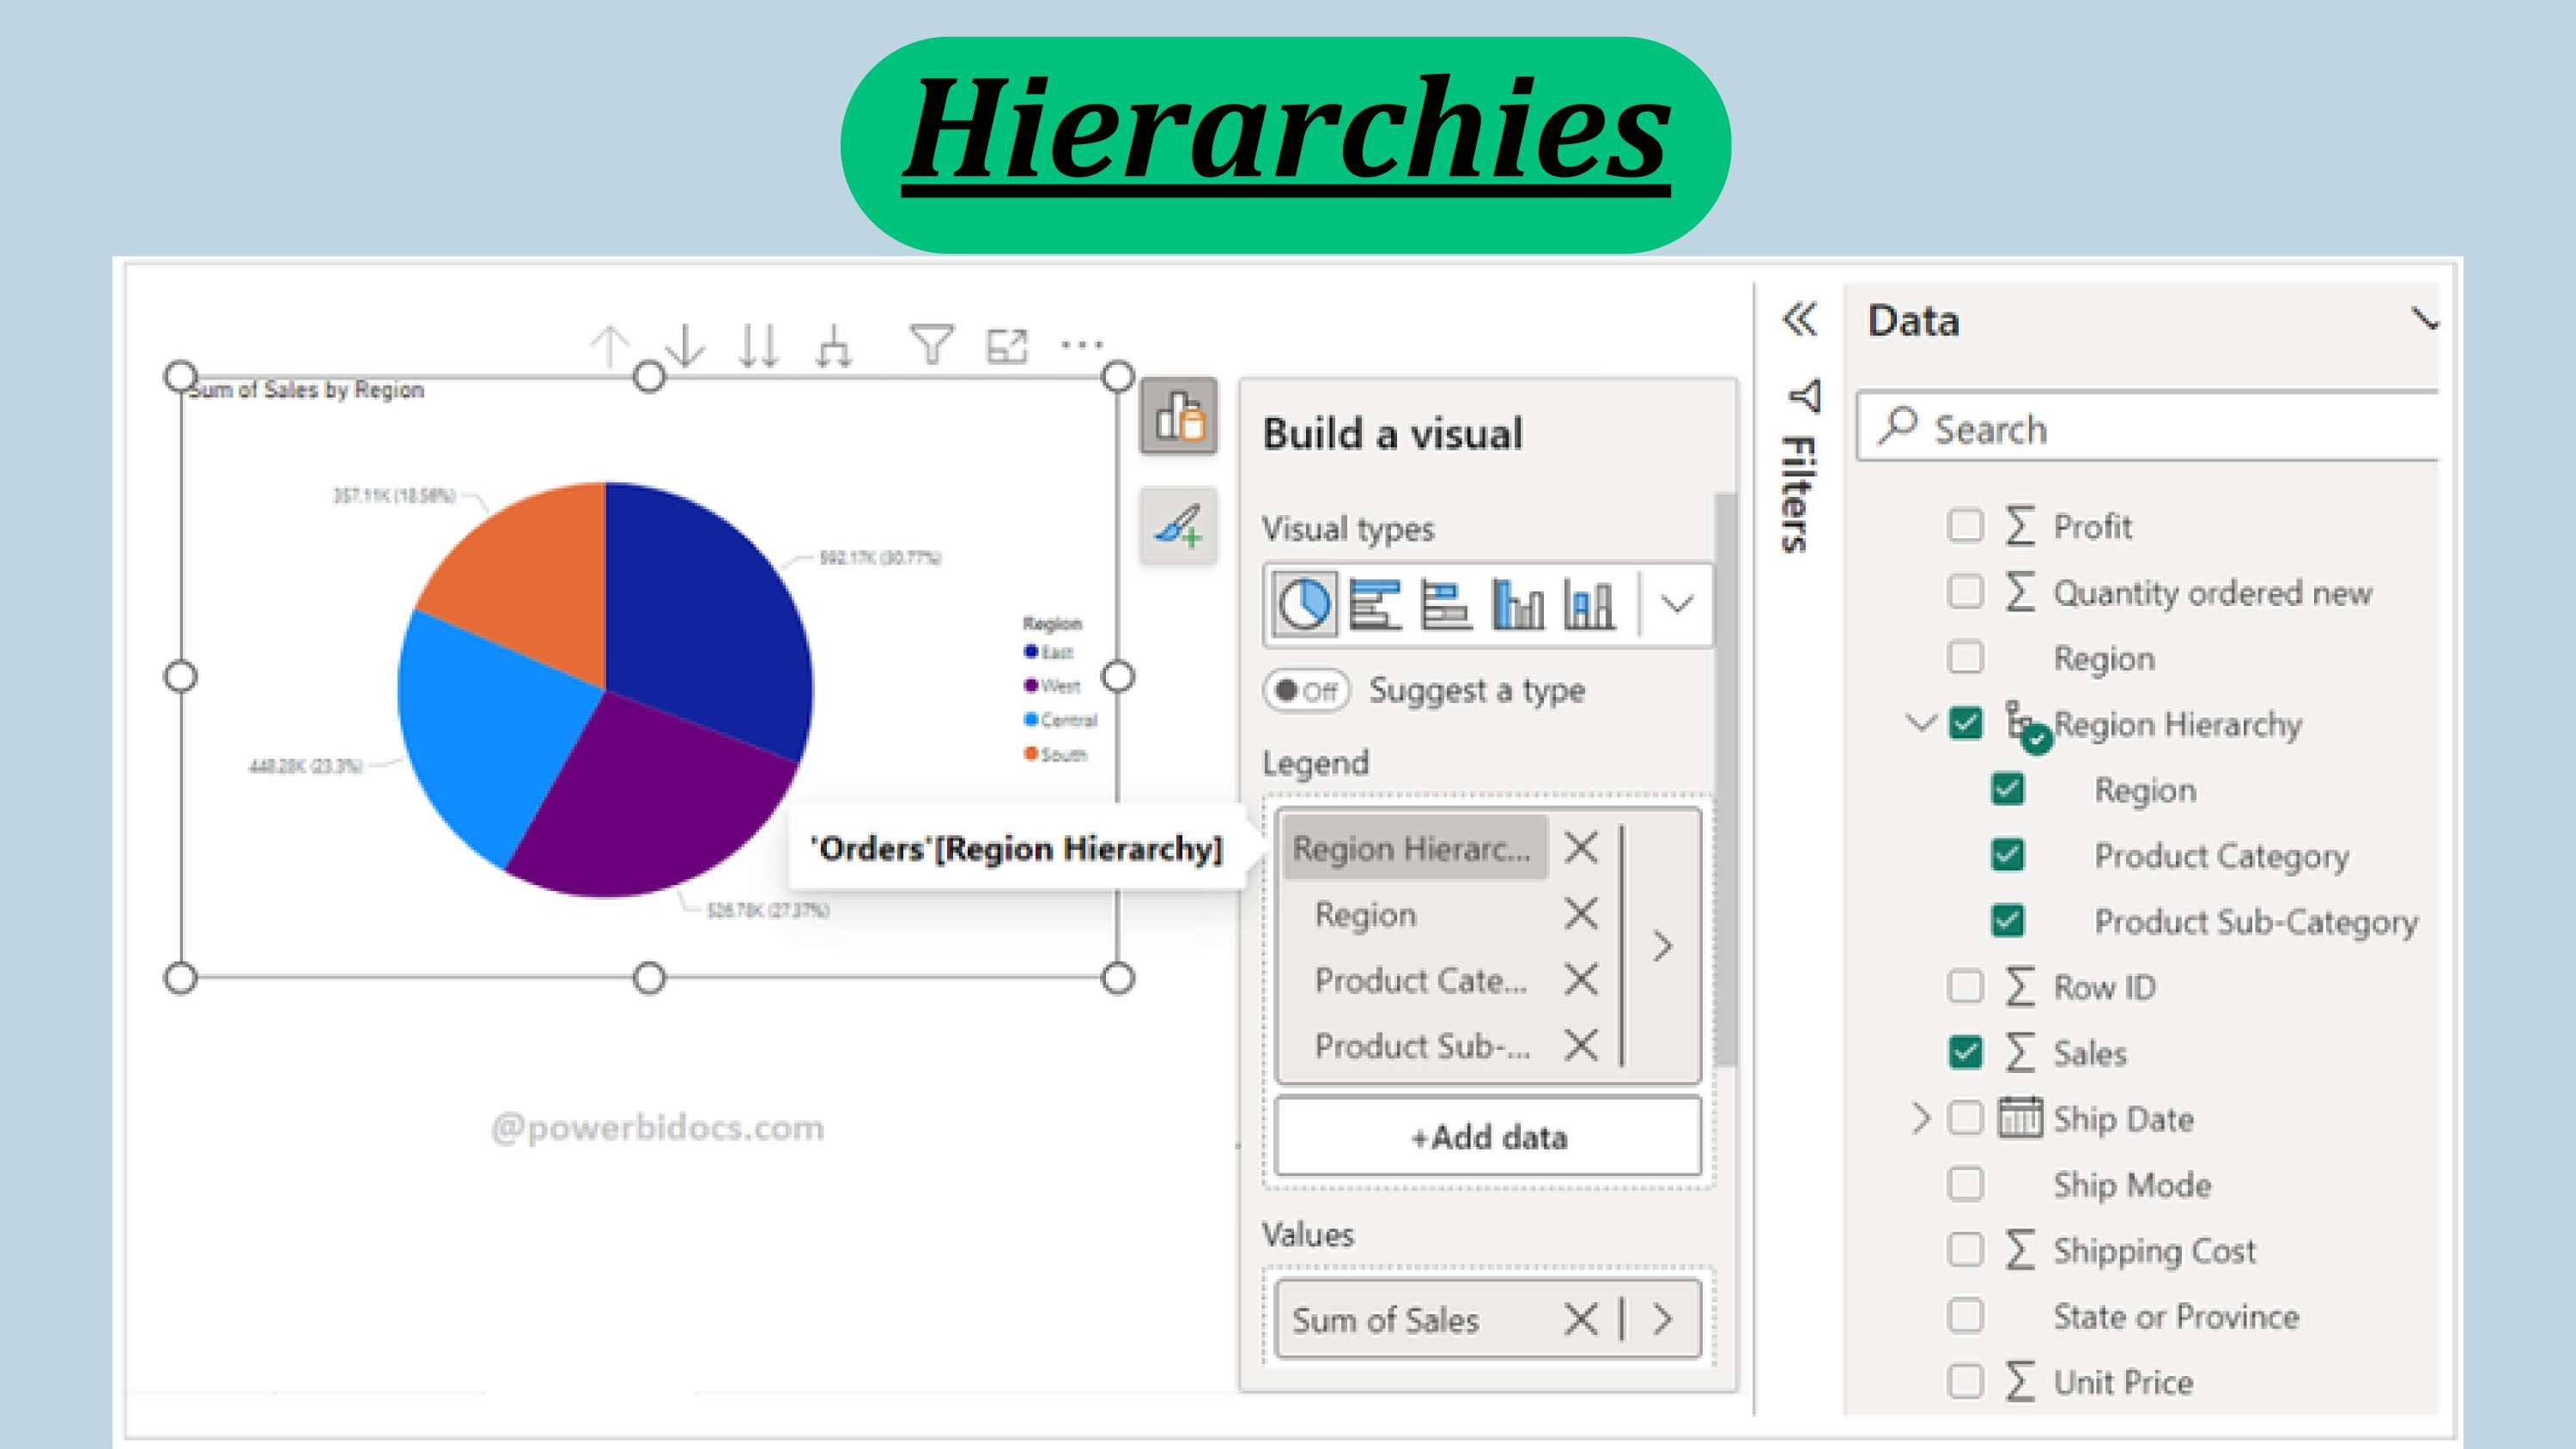 Hierarchies
Sum of Sales by Region
357.11K (18.56%)
592.17K (30.77%)
448.28K (23.3%)
526.78K (27.37%)
Region
East
West
Central
South
'Orders'[Region Hierarchy]
@powerbidocs.com
Build a visual
Visual types
Off Suggest a type
Legend
Region Hierarc...
Region
Product Cate...
Product Sub-...
+Add data
Values
Sum of Sales
Filters
Data
Search
Profit
Quantity ordered new
Region
Region Hierarchy
Region
Product Category
Product Sub-Category
Row ID
Sales
Ship Date
Ship Mode
Shipping Cost
State or Province
Unit Price